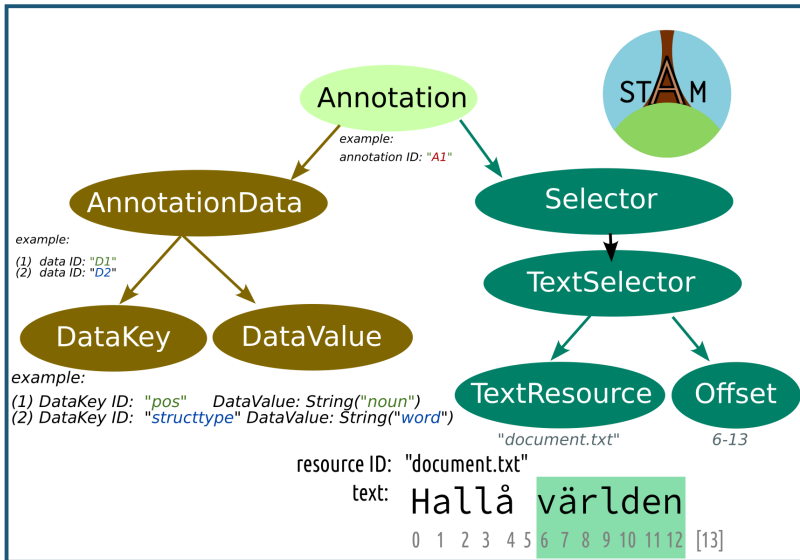 STAM
Annotation
example:
annotation ID: "A1"
AnnotationData
Selector
example:
(1) data ID: "D1"
(2) data ID: "D2"
TextSelector
DataKey
DataValue
example:
(1) DataKey ID: "pos" DataValue: String("noun")
(2) DataKey ID: "structtype" DataValue: String("word")
TextResource
Offset
"document.txt"
6-13
resource ID: "document.txt"
text: Hallå världen
0 1 2 3 4 5 6 7 8 9 10 11 12 [13]